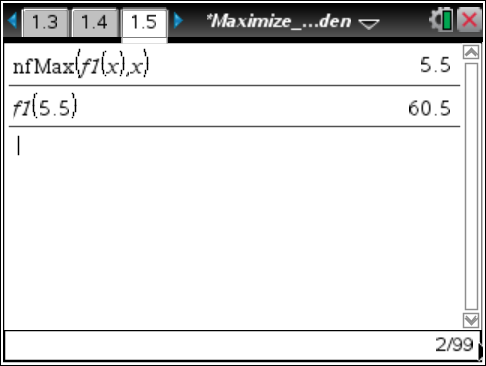 1.3 1.4 1.5 *Maximize_...den
nfMax(f1(x),x) 5.5
f1(5.5) 60.5
2/99